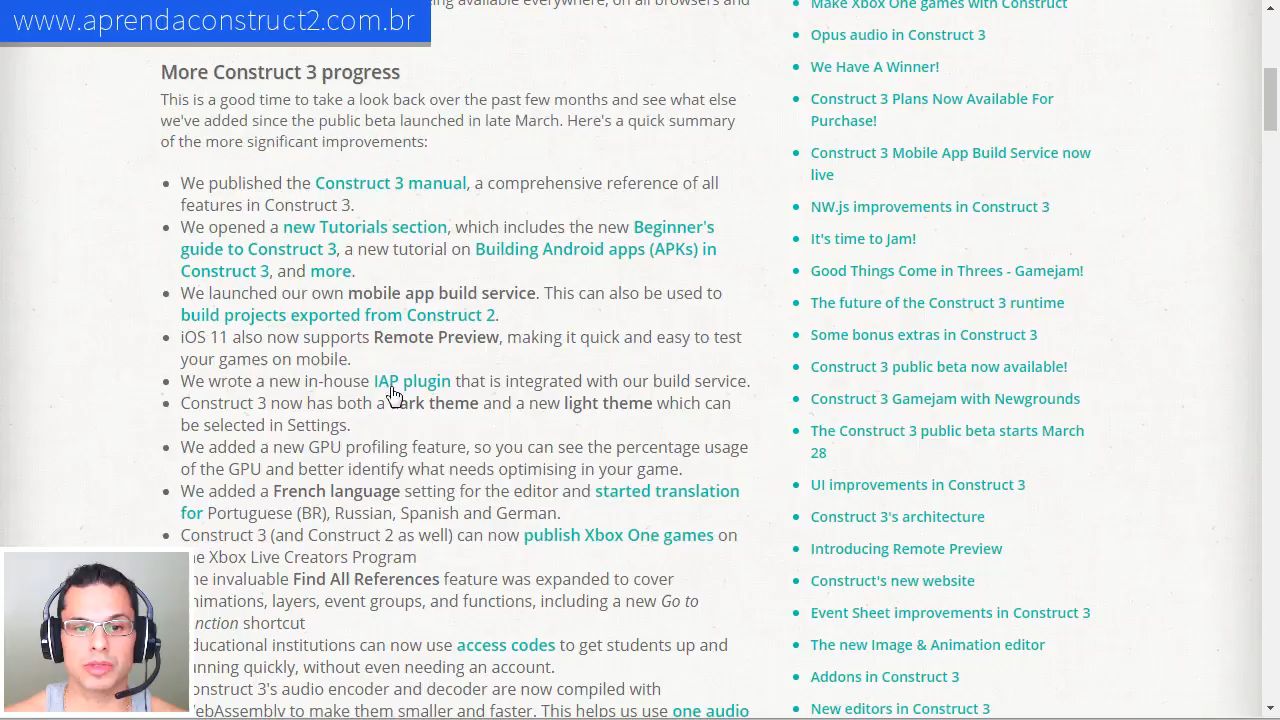 www.aprendaconstruct2.com.br
being available everywhere, on all browsers and
More Construct 3 progress
This is a good time to take a look back over the past few months and see what else
we've added since the public beta launched in late March. Here's a quick summary
of the more significant improvements:
We published the Construct 3 manual, a comprehensive reference of all
features in Construct 3.
We opened a new Tutorials section, which includes the new Beginner's
guide to Construct 3, a new tutorial on Building Android apps (APKs) in
Construct 3, and more.
We launched our own mobile app build service. This can also be used to
build projects exported from Construct 2.
iOS 11 also now supports Remote Preview, making it quick and easy to test
your games on mobile.
We wrote a new in-house IAP plugin that is integrated with our build service.
Construct 3 now has both a dark theme and a new light theme which can
be selected in Settings.
We added a new GPU profiling feature, so you can see the percentage usage
of the GPU and better identify what needs optimising in your game.
We added a French language setting for the editor and started translation
for Portuguese (BR), Russian, Spanish and German.
Construct 3 (and Construct 2 as well) can now publish Xbox One games on
the Xbox Live Creators Program
The invaluable Find All References feature was expanded to cover
animations, layers, event groups, and functions, including a new Go to
function shortcut
Educational institutions can now use access codes to get students up and
running quickly, without even needing an account.
Construct 3's audio encoder and decoder are now compiled with
WebAssembly to make them smaller and faster. This helps us use one audio
Make Xbox One games with Construct
Opus audio in Construct 3
We Have A Winner!
Construct 3 Plans Now Available For
Purchase!
Construct 3 Mobile App Build Service now
live
NW.js improvements in Construct 3
It's time to Jam!
Good Things Come in Threes - Gamejam!
The future of the Construct 3 runtime
Some bonus extras in Construct 3
Construct 3 public beta now available!
Construct 3 Gamejam with Newgrounds
The Construct 3 public beta starts March
28
UI improvements in Construct 3
Construct 3's architecture
Introducing Remote Preview
Construct's new website
Event Sheet improvements in Construct 3
The new Image & Animation editor
Addons in Construct 3
New editors in Construct 3